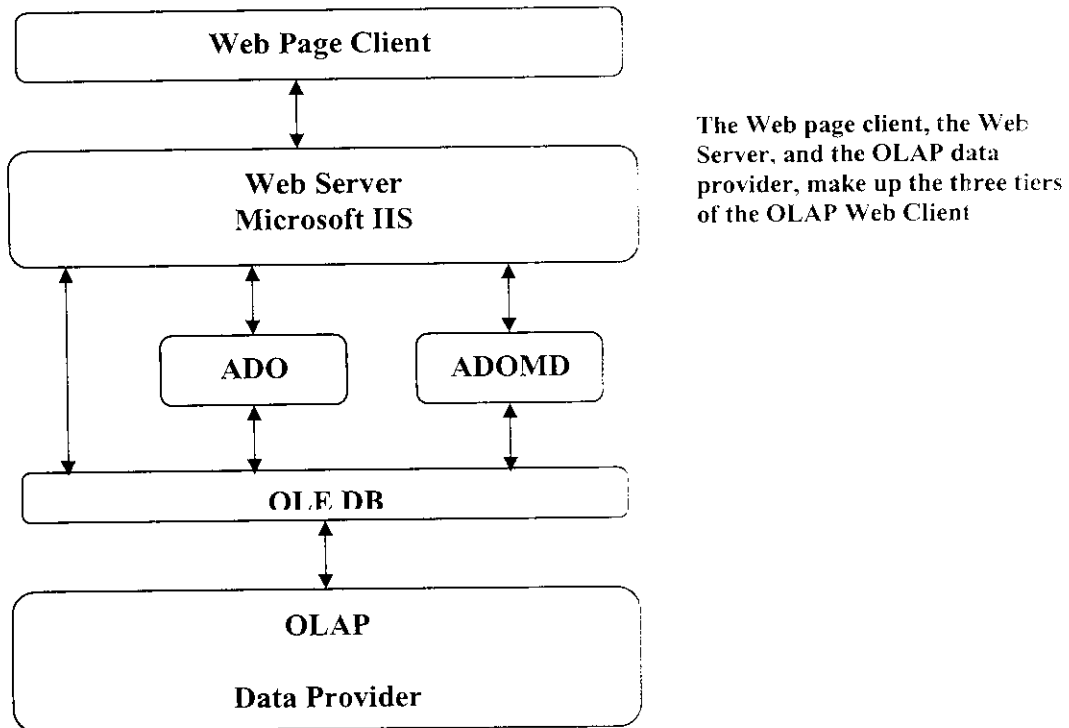 Web Page Client
The Web page client, the Web
Server, and the OLAP data
provider, make up the three tiers
of the OLAP Web Client
Web Server
Microsoft IIS
ADO
ADOMD
OLE DB
OLAP
Data Provider